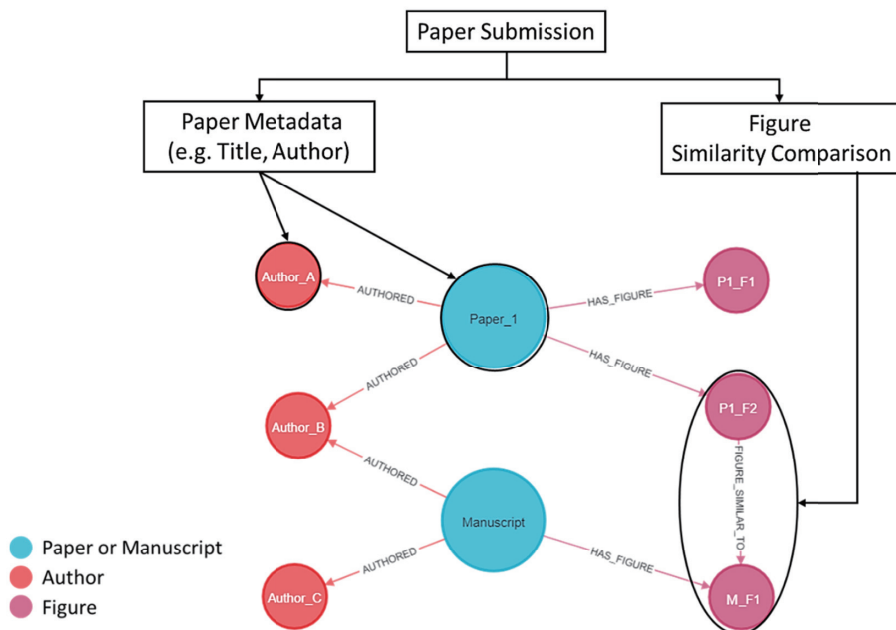 Paper Submission
Paper Metadata
(e.g. Title, Author)
Figure
Similarity Comparison
Author_A
AUTHORED
Paper_1
HAS_FIGURE
P1_F1
AUTHORED
HAS_FIGURE
P1_F2
Author_B
AUTHORED
FIGURE_SIMILAR_TO
Manuscript
AUTHORED
HAS_FIGURE
Author_C
M_F1
Paper or Manuscript
Author
Figure